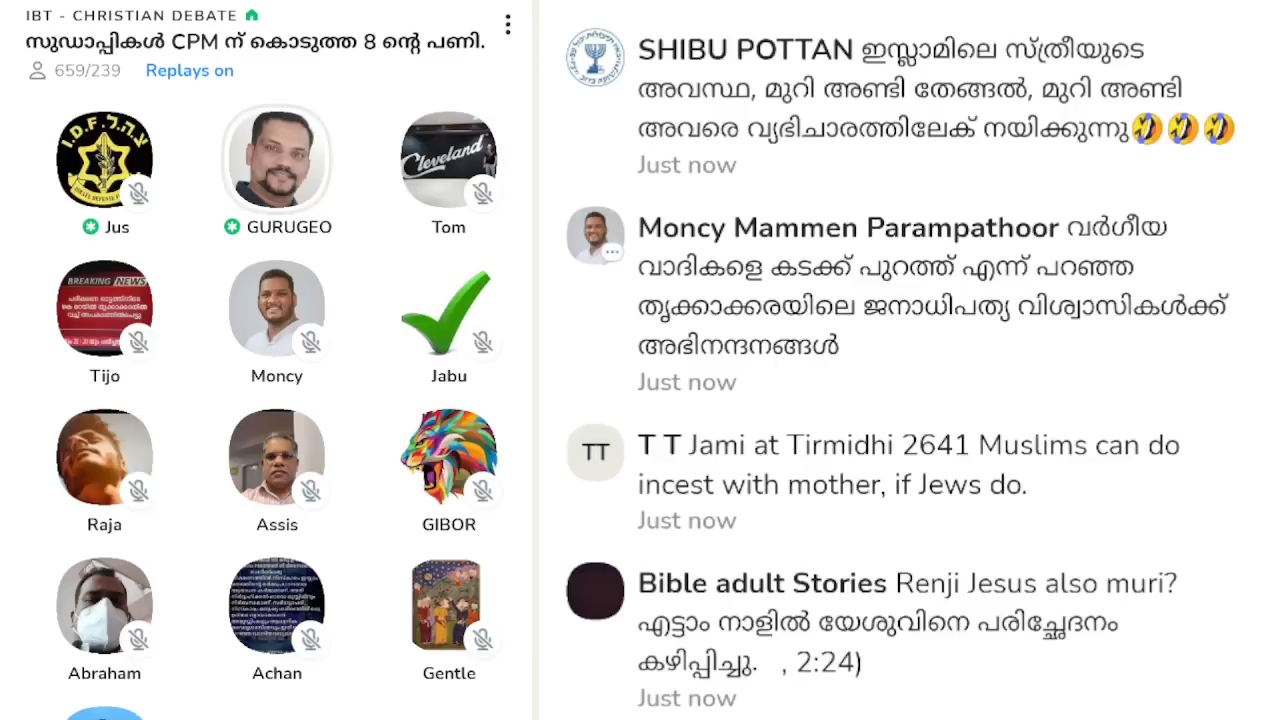 IBT - CHRISTIAN DEBATE
സുഡാപ്പികൾ CPM ന് കൊടുത്ത 8 ൻ്റെ പണി.
659/239 Replays on
I.D.F. צ.ה.ל.
Cleveland
Jus
GURUGEO
Tom
BREAKING NEWS
Tijo
Moncy
Jabu
Raja
Assis
GIBOR
Abraham
Achan
Gentle
SHIBU POTTAN ഇസ്ലാമിലെ സ്ത്രീയുടെ
അവസ്ഥ, മുറി അണ്ടി തേങ്ങൽ, മുറി അണ്ടി
അവരെ വ്യഭിചാരത്തിലേക് നയിക്കുന്നു🤣🤣🤣
Just now
Moncy Mammen Parampathoor വർഗീയ
വാദികളെ കടക്ക് പുറത്ത് എന്ന് പറഞ്ഞ
തൃക്കാക്കരയിലെ ജനാധിപത്യ വിശ്വാസികൾക്ക്
അഭിനന്ദനങ്ങൾ
Just now
TT
T T Jami at Tirmidhi 2641 Muslims can do
incest with mother, if Jews do.
Just now
Bible adult Stories Renji Jesus also muri?
എട്ടാം നാളിൽ യേശുവിനെ പരിച്ഛേദനം
കഴിപ്പിച്ചു. , 2:24)
Just now